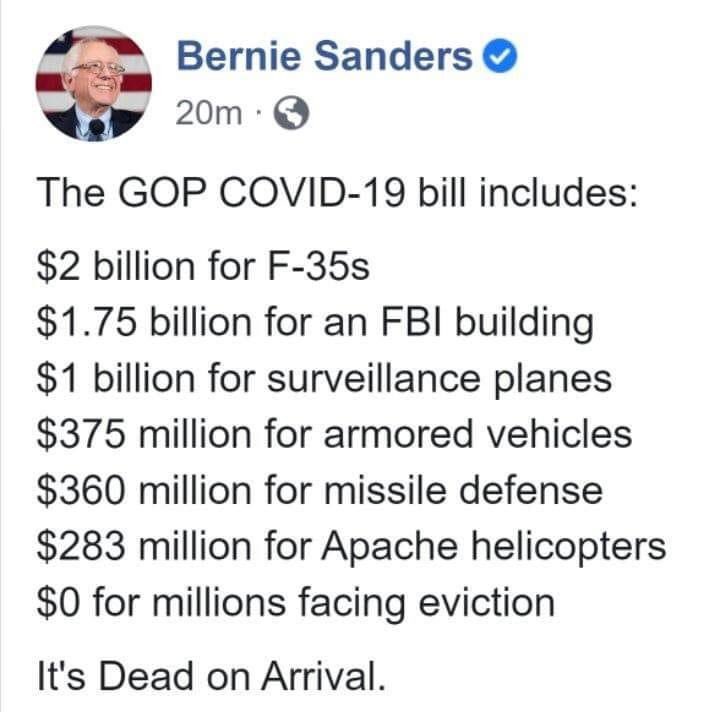 Bernie Sanders
20m ·
The GOP COVID-19 bill includes:
$2 billion for F-35s
$1.75 billion for an FBI building
$1 billion for surveillance planes
$375 million for armored vehicles
$360 million for missile defense
$283 million for Apache helicopters
$0 for millions facing eviction
It's Dead on Arrival.